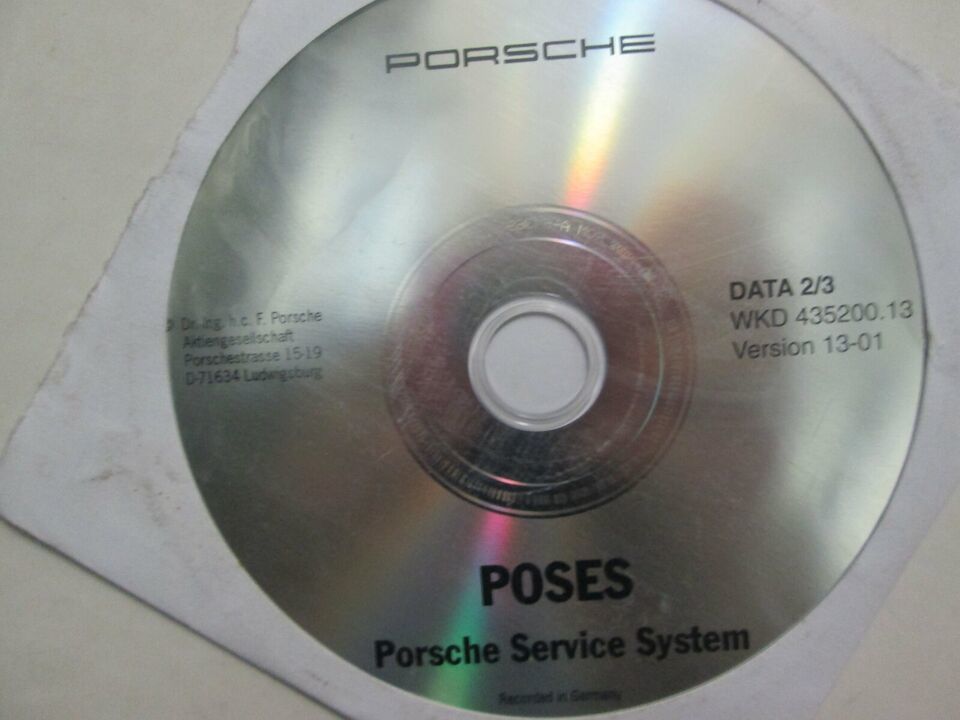 PORSCHE
DATA 2/3
WKD 435200.13
Version 13-01
Dr. Ing. h.c. F. Porsche
Aktiengesellschaft
Porschestrasse 15-19
D-71634 Ludwigsburg
POSES
Porsche Service System
Recorded in Germany